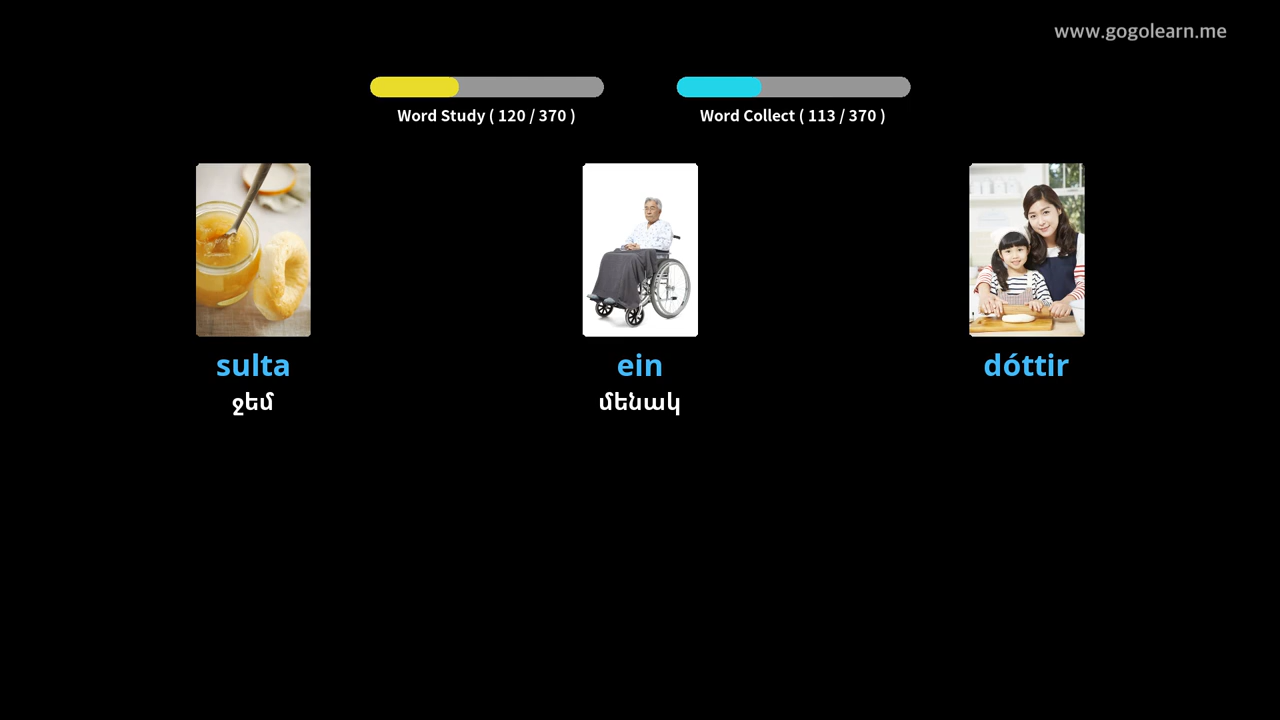 www.gogolearn.me
Word Study ( 120 / 370 )
Word Collect ( 113 / 370 )
sulta
ջեմ
ein
մենակ
dóttir